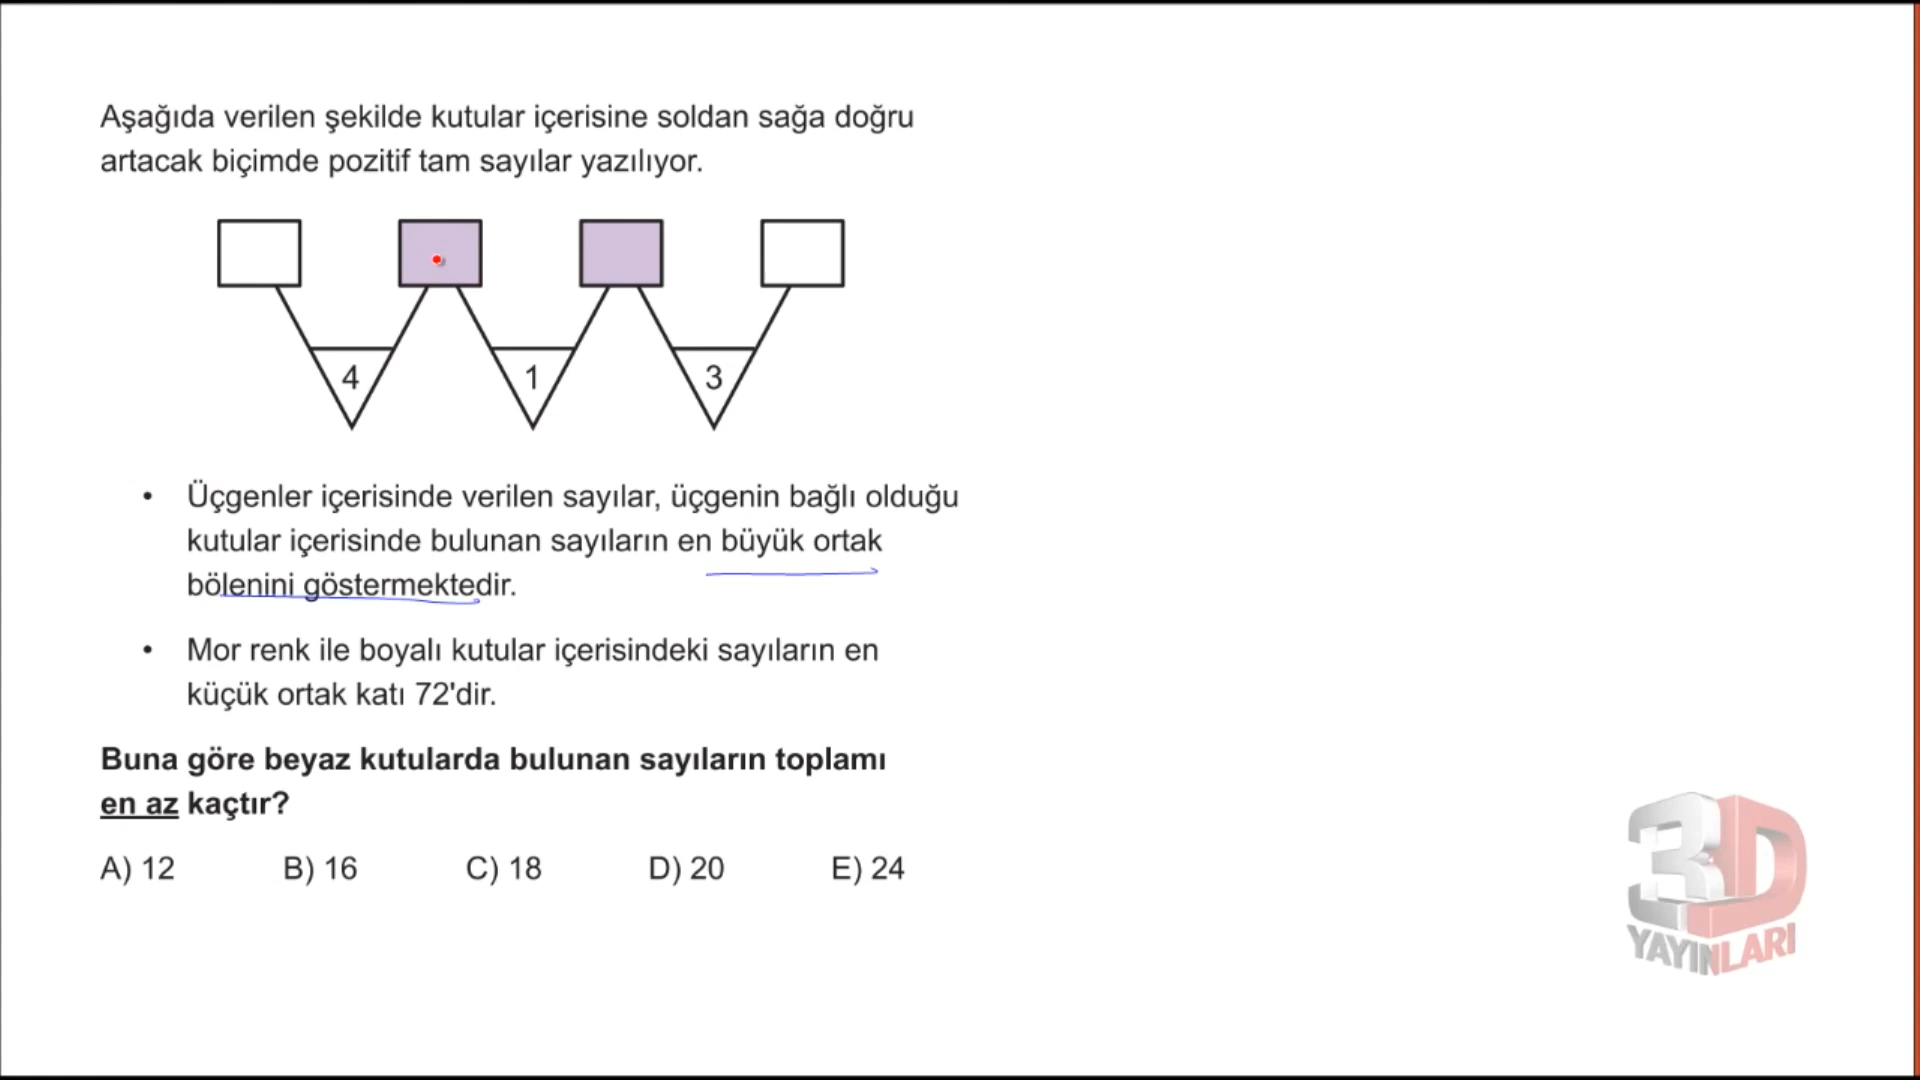 Aşağıda verilen şekilde kutular içerisine soldan sağa doğru
artacak biçimde pozitif tam sayılar yazılıyor.
4 1 3
• Üçgenler içerisinde verilen sayılar, üçgenin bağlı olduğu
kutular içerisinde bulunan sayıların en büyük ortak
bölenini göstermektedir.
• Mor renk ile boyalı kutular içerisindeki sayıların en
küçük ortak katı 72'dir.
Buna göre beyaz kutularda bulunan sayıların toplamı
en az kaçtır?
A) 12 B) 16 C) 18 D) 20 E) 24
3D
YAYINLARI